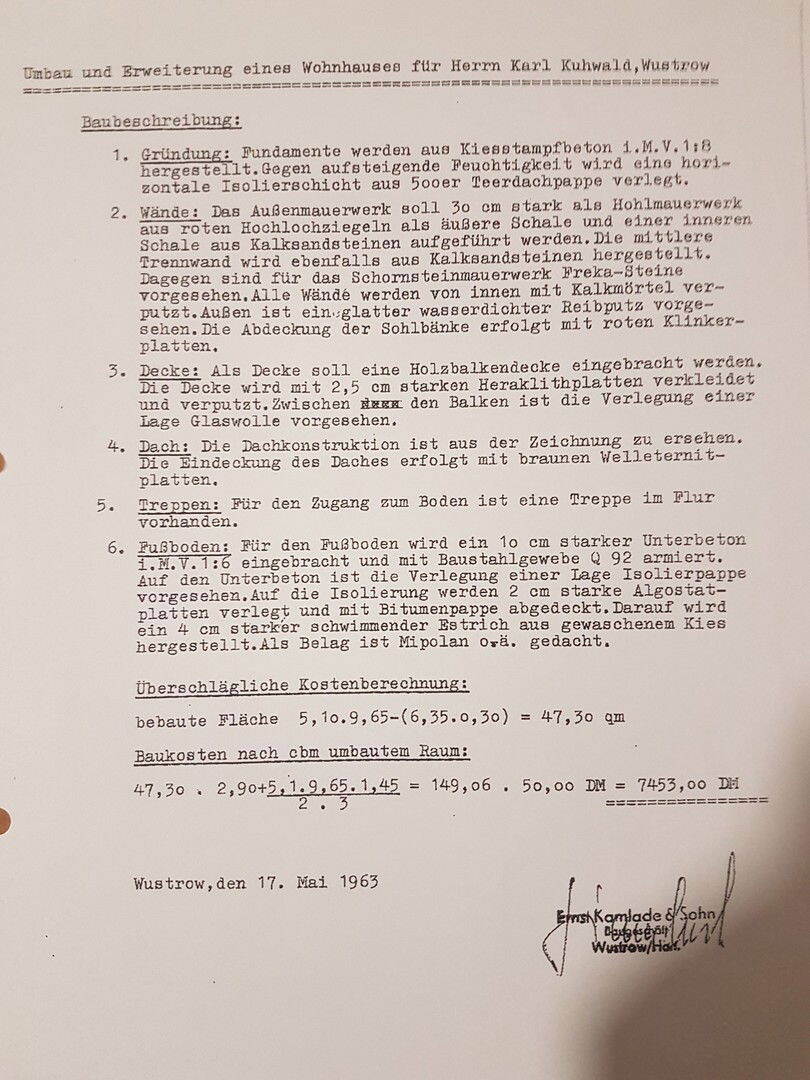 Umbau und Erweiterung eines Wohnhauses für Herrn Karl Kuhwald,Wustrow
Baubeschreibung:
1. Gründung: Fundamente werden aus Kiesstampfbeton i.M.V.1:8
hergestellt.Gegen aufsteigende Feuchtigkeit wird eine hori-
zontale Isolierschicht aus 5ooer Teerdachpappe verlegt.
2. Wände: Das Außenmauerwerk soll 3o cm stark als Hohlmauerwerk
aus roten Hochlochziegeln als äußere Schale und einer inneren
Schale aus Kalksandsteinen aufgeführt werden.Die mittlere
Trennwand wird ebenfalls aus Kalksandsteinen hergestellt.
Dagegen sind für das Schornsteinmauerwerk Freka-Steine
vorgesehen.Alle Wände werden von innen mit Kalkmörtel ver-
putzt.Außen ist ein glatter wasserdichter Reibputz vorge-
sehen.Die Abdeckung der Sohlbänke erfolgt mit roten Klinker-
platten.
3. Decke: Als Decke soll eine Holzbalkendecke eingebracht werden.
Die Decke wird mit 2,5 cm starken Heraklithplatten verkleidet
und verputzt.Zwischen den Balken ist die Verlegung einer
Lage Glaswolle vorgesehen.
4. Dach: Die Dachkonstruktion ist aus der Zeichnung zu ersehen.
Die Eindeckung des Daches erfolgt mit braunen Welleternit-
platten.
5. Treppen: Für den Zugang zum Boden ist eine Treppe im Flur
vorhanden.
6. Fußboden: Für den Fußboden wird ein 1o cm starker Unterbeton
i.M.V.1:6 eingebracht und mit Baustahlgewebe Q 92 armiert.
Auf den Unterbeton ist die Verlegung einer Lage Isolierpappe
vorgesehen.Auf die Isolierung werden 2 cm starke Algostat-
platten verlegt und mit Bitumenpappe abgedeckt.Darauf wird
ein 4 cm starker schwimmender Estrich aus gewaschenem Kies
hergestellt.Als Belag ist Mipolan o.ä. gedacht.
Überschlägliche Kostenberechnung:
bebaute Fläche 5,1o.9,65-(6,35.o,3o) = 47,3o qm
Baukosten nach cbm umbautem Raum:
47,3o . 2,9o+5,1.9,65.1,45 = 149,o6 . 5o,oo DM = 7453,oo DM
2 . 3
Wustrow,den 17. Mai 1963
Ernst Kamlade & Sohn
Baugeschäft
Wustrow/Han.